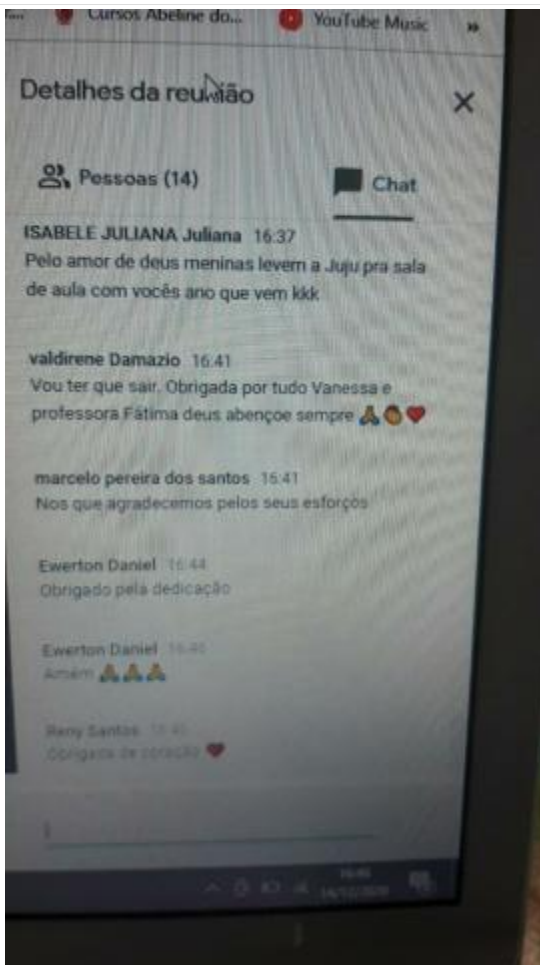 Cursos Abeline do...
YouTube Music
»
Detalhes da reunião
Pessoas (14)
Chat
ISABELE JULIANA Juliana 16:37
Pelo amor de deus meninas levem a Juju pra sala
de aula com vocês ano que vem kkk
valdirene Damazio 16:41
Vou ter que sair. Obrigada por tudo Vanessa e
professora Fátima deus abençoe sempre 🙏👏❤
marcelo pereira dos santos 16:41
Nos que agradecemos pelos seus esforços
Ewerton Daniel 16:44
Obrigado pela dedicação
Ewerton Daniel
Amém 🙏🙏🙏
Reny Santos
Obrigada de coração ❤